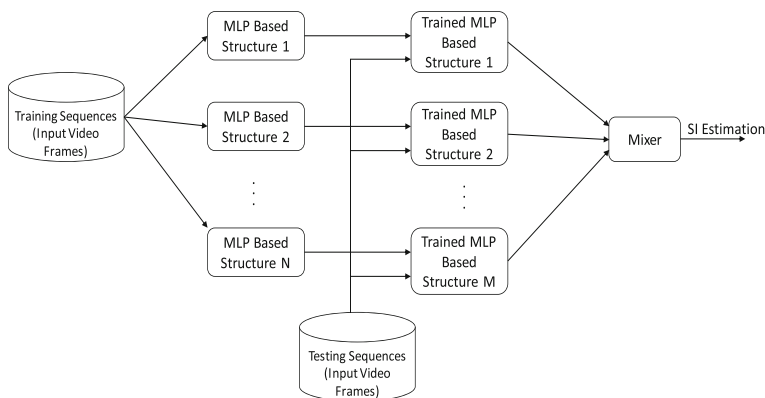 MLP Based
Structure 1
Trained MLP
Based
Structure 1
Training Sequences
(Input Video
Frames)
MLP Based
Structure 2
Trained MLP
Based
Structure 2
Mixer
SI Estimation
. . .
. . .
MLP Based
Structure N
Trained MLP
Based
Structure M
Testing Sequences
(Input Video
Frames)